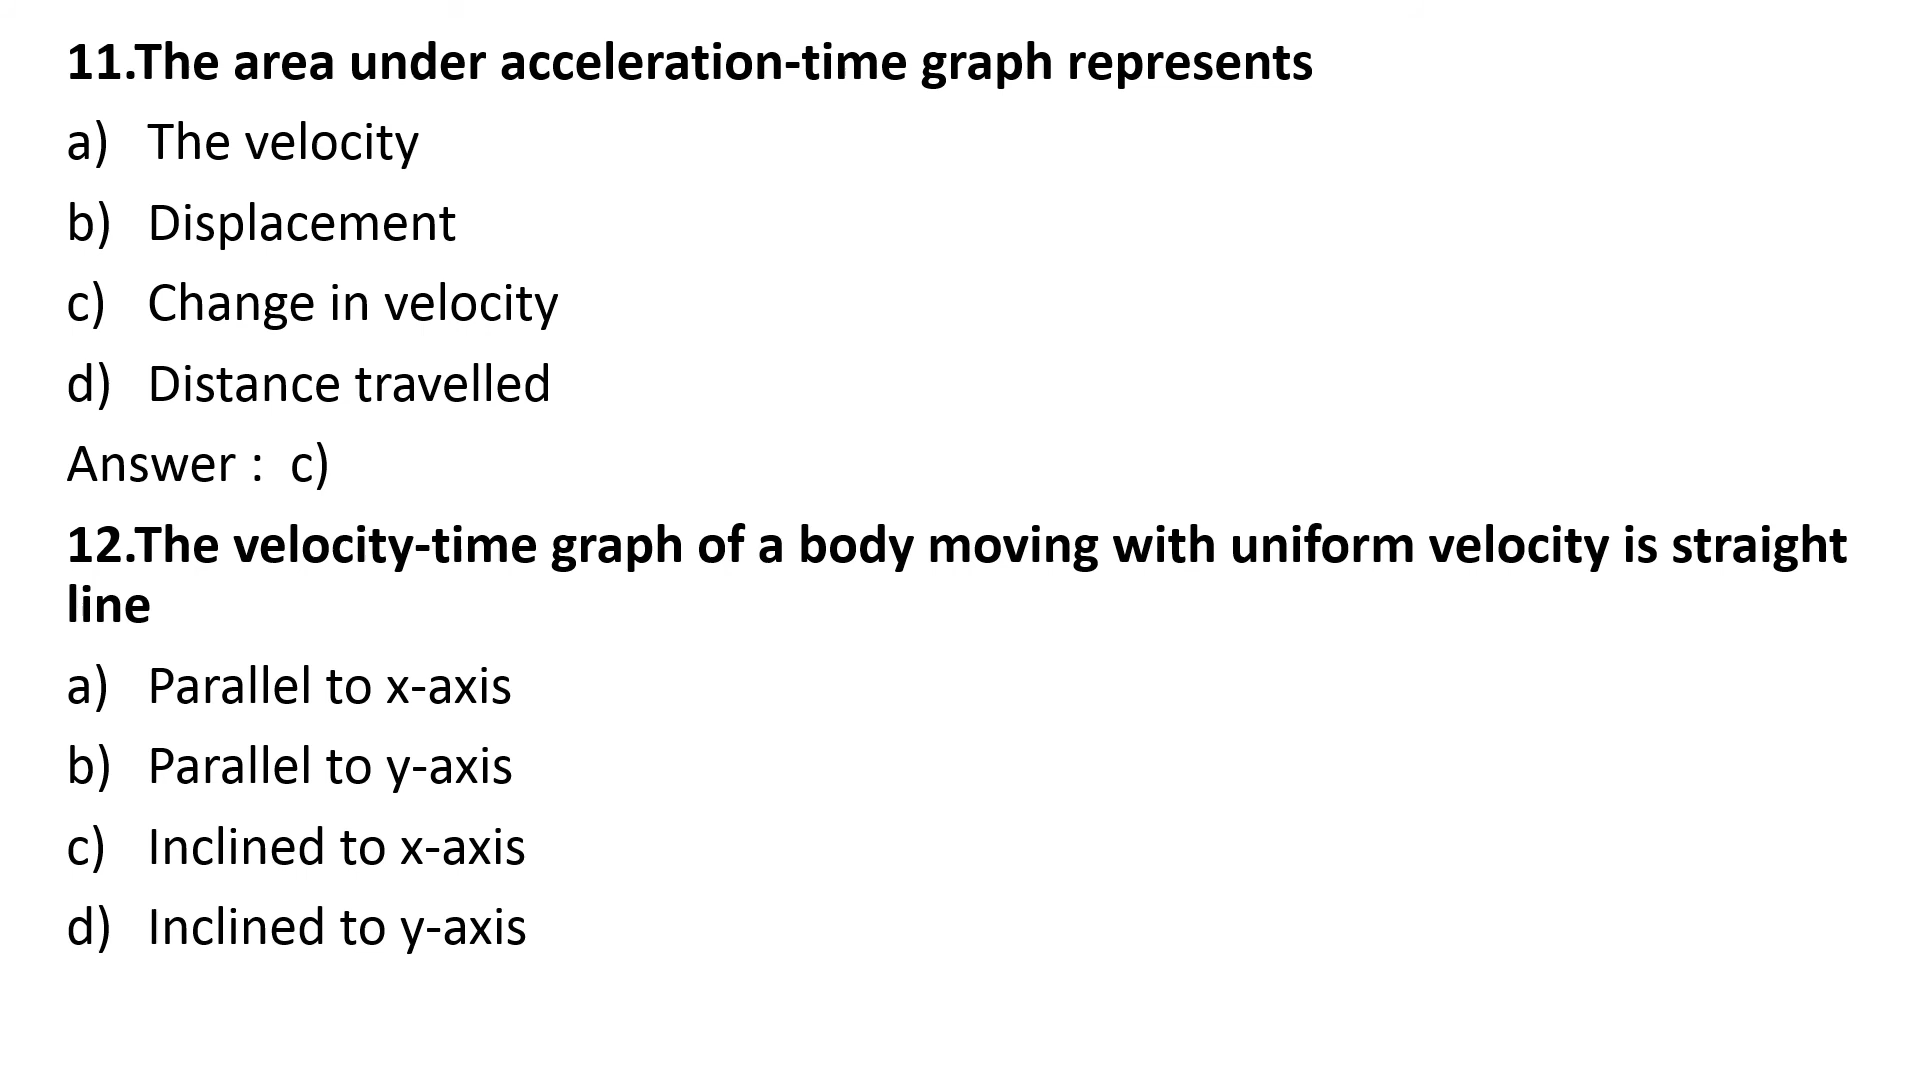 11.The area under acceleration-time graph represents
a) The velocity
b) Displacement
c) Change in velocity
d) Distance travelled
Answer : c)
12.The velocity-time graph of a body moving with uniform velocity is straight
line
a) Parallel to x-axis
b) Parallel to y-axis
c) Inclined to x-axis
d) Inclined to y-axis